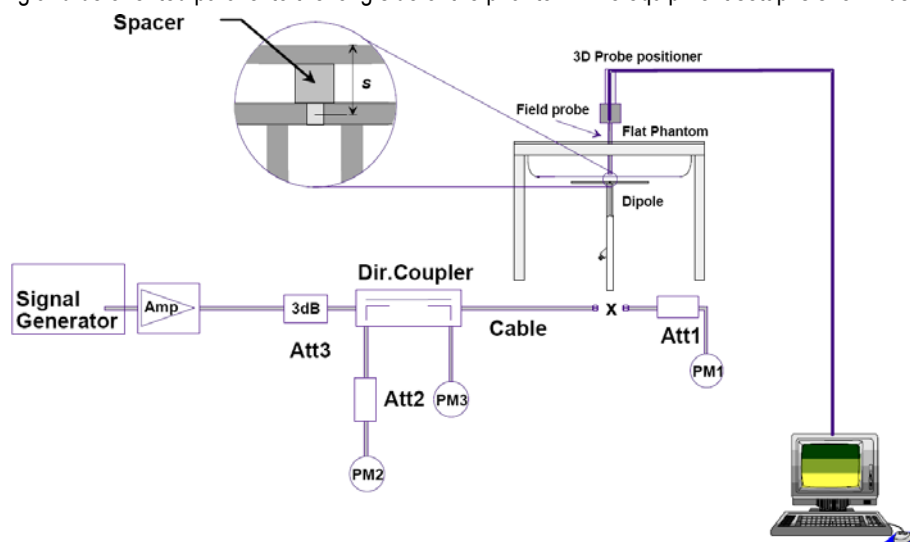 Spacer
s
3D Probe positioner
Field probe
Flat Phantom
Dipole
Dir.Coupler
Signal
Generator
Amp
3dB
Cable
X
Att1
Att3
PM1
Att2
PM3
PM2